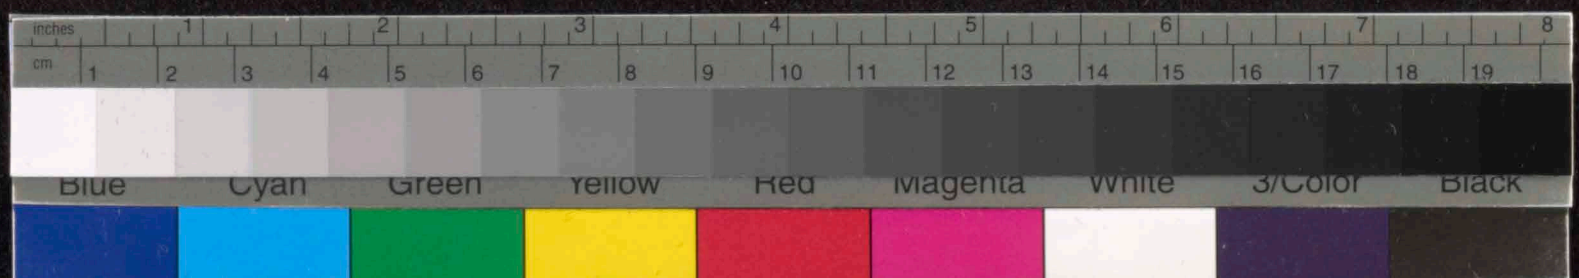 inches 1 2 3 4 5 6 7 8
cm 1 2 3 4 5 6 7 8 9 10 11 12 13 14 15 16 17 18 19
Blue Cyan Green Yellow Red Magenta White 3/Color Black